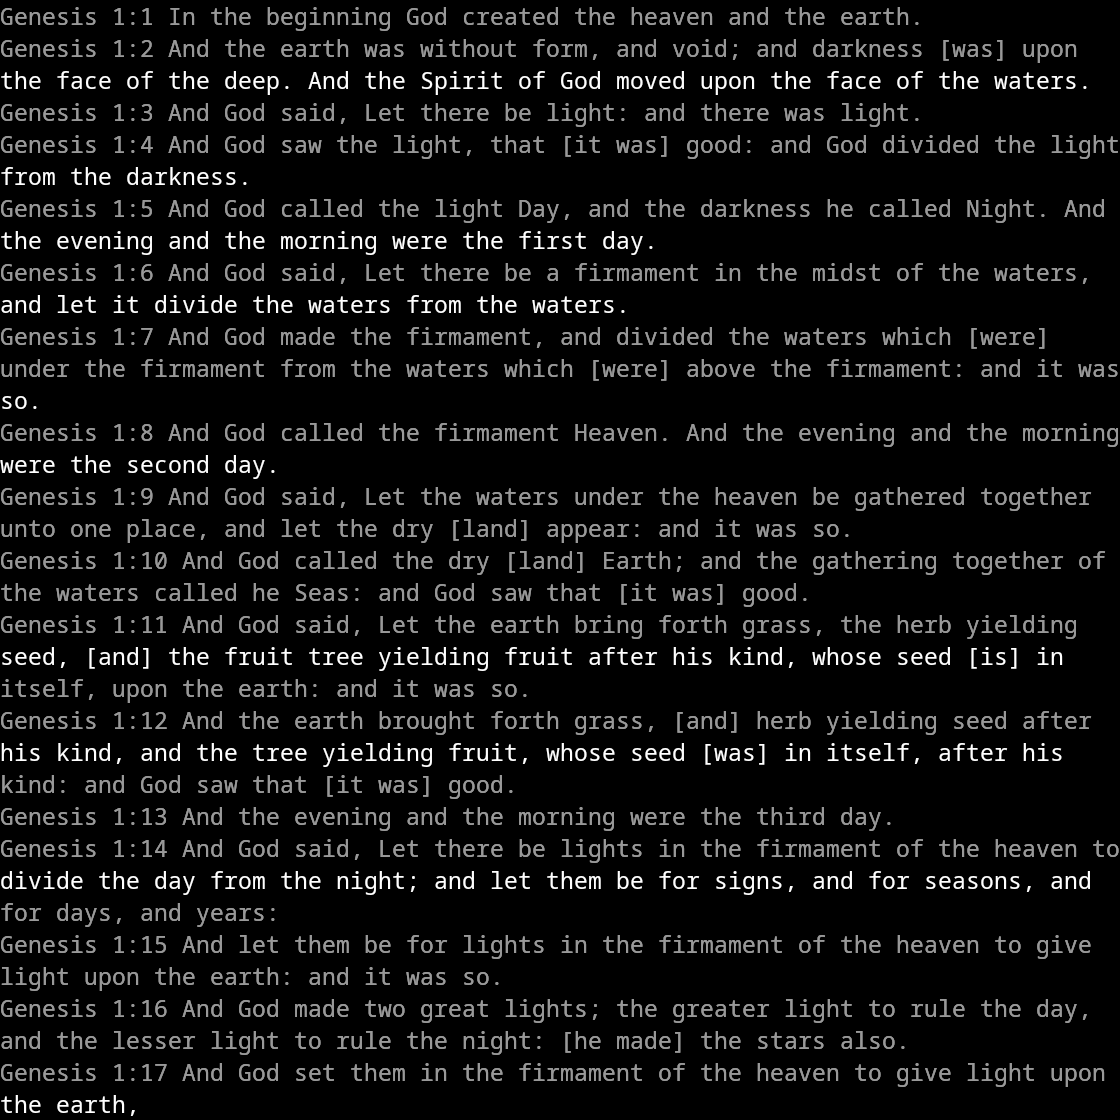 Genesis 1:1 In the beginning God created the heaven and the earth.
Genesis 1:2 And the earth was without form, and void; and darkness [was] upon
the face of the deep. And the Spirit of God moved upon the face of the waters.
Genesis 1:3 And God said, Let there be light: and there was light.
Genesis 1:4 And God saw the light, that [it was] good: and God divided the light
from the darkness.
Genesis 1:5 And God called the light Day, and the darkness he called Night. And
the evening and the morning were the first day.
Genesis 1:6 And God said, Let there be a firmament in the midst of the waters,
and let it divide the waters from the waters.
Genesis 1:7 And God made the firmament, and divided the waters which [were]
under the firmament from the waters which [were] above the firmament: and it was
so.
Genesis 1:8 And God called the firmament Heaven. And the evening and the morning
were the second day.
Genesis 1:9 And God said, Let the waters under the heaven be gathered together
unto one place, and let the dry [land] appear: and it was so.
Genesis 1:10 And God called the dry [land] Earth; and the gathering together of
the waters called he Seas: and God saw that [it was] good.
Genesis 1:11 And God said, Let the earth bring forth grass, the herb yielding
seed, [and] the fruit tree yielding fruit after his kind, whose seed [is] in
itself, upon the earth: and it was so.
Genesis 1:12 And the earth brought forth grass, [and] herb yielding seed after
his kind, and the tree yielding fruit, whose seed [was] in itself, after his
kind: and God saw that [it was] good.
Genesis 1:13 And the evening and the morning were the third day.
Genesis 1:14 And God said, Let there be lights in the firmament of the heaven to
divide the day from the night; and let them be for signs, and for seasons, and
for days, and years:
Genesis 1:15 And let them be for lights in the firmament of the heaven to give
light upon the earth: and it was so.
Genesis 1:16 And God made two great lights; the greater light to rule the day,
and the lesser light to rule the night: [he made] the stars also.
Genesis 1:17 And God set them in the firmament of the heaven to give light upon
the earth,